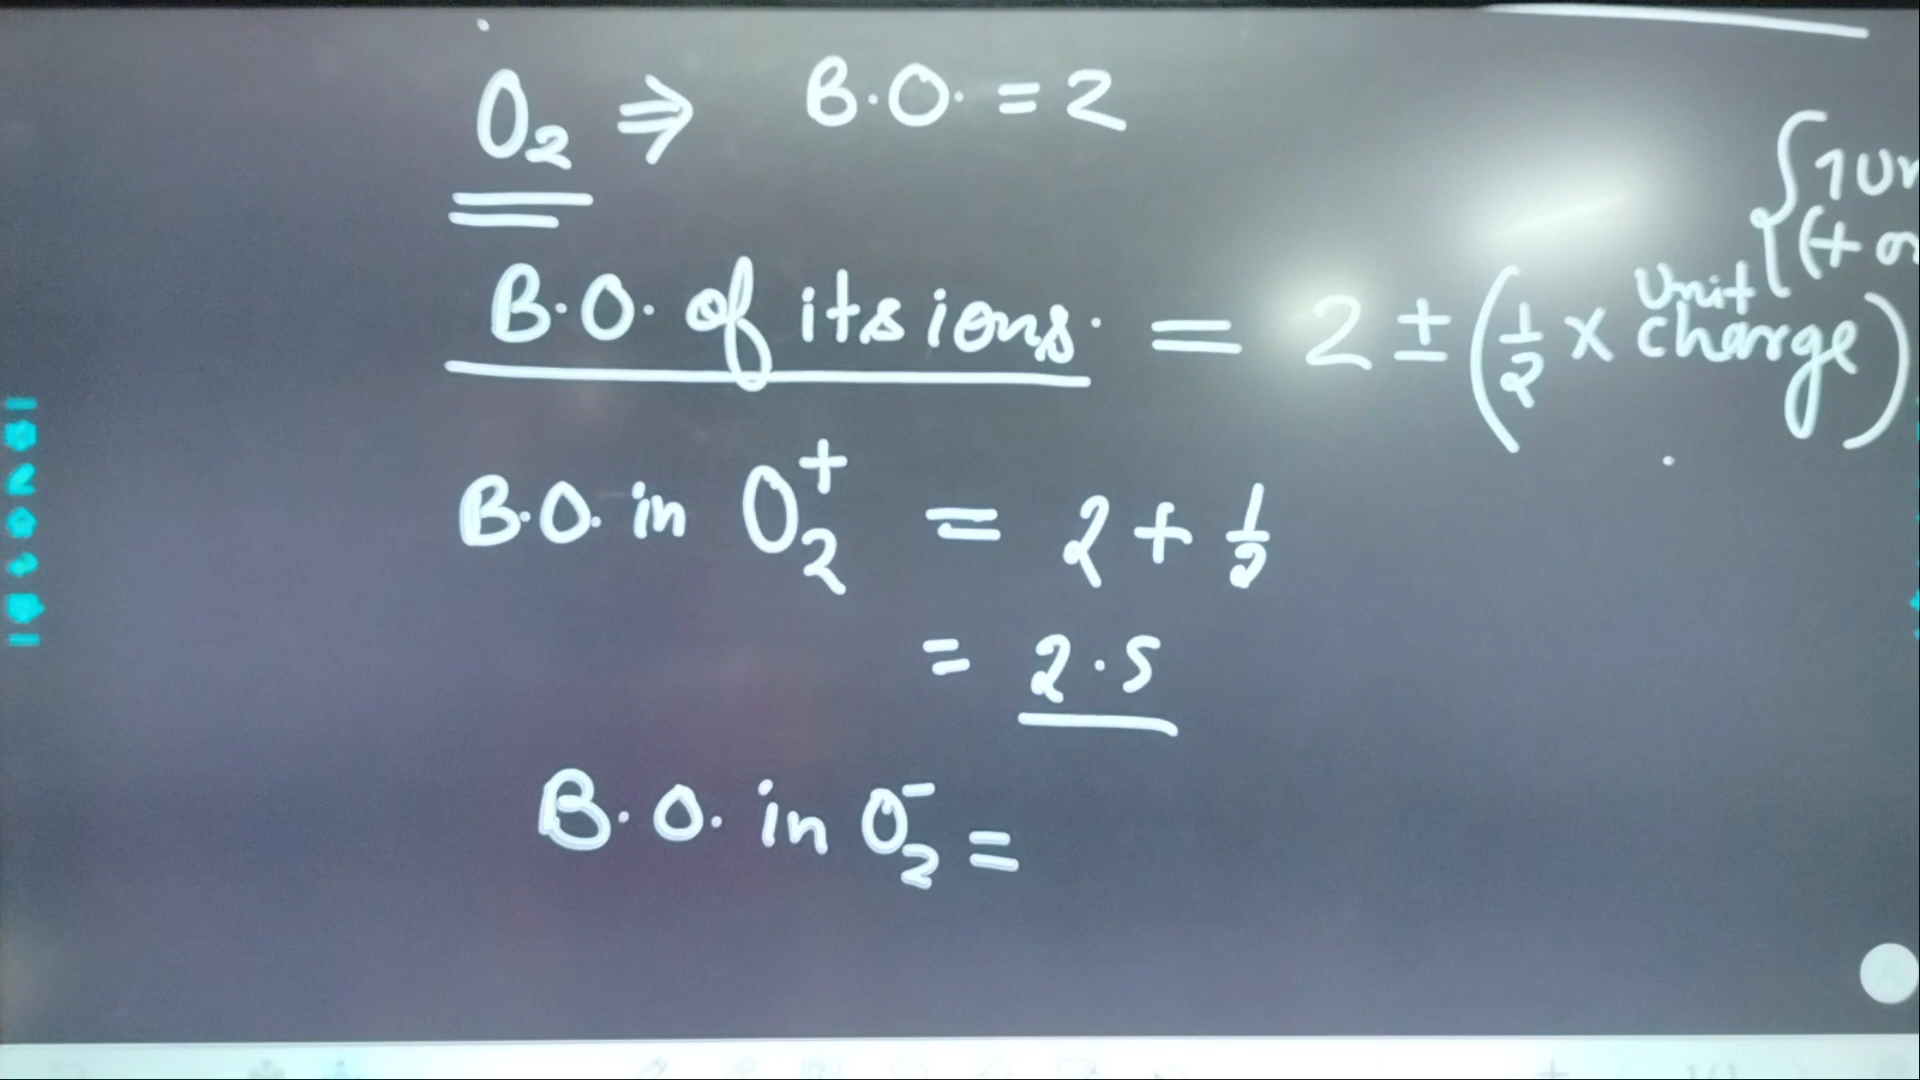 O₂ ⇒ B.O. = 2
B.O. of its ions. = 2 ± (½ × Unit charge)
B.O. in O₂⁺ = 2 + ½
= 2.5
B.O. in O₂⁻ =